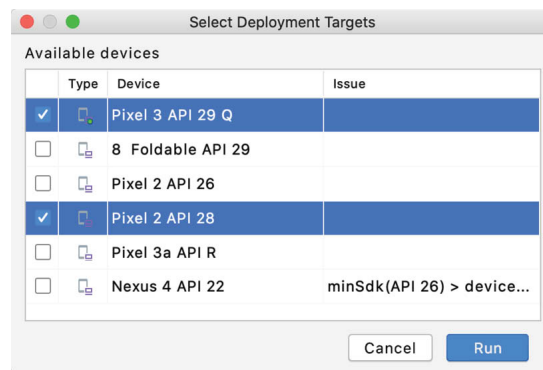 Select Deployment Targets
Available devices
Type Device Issue
Pixel 3 API 29 Q
8 Foldable API 29
Pixel 2 API 26
Pixel 2 API 28
Pixel 3a API R
Nexus 4 API 22 minSdk(API 26) > device...
Cancel Run